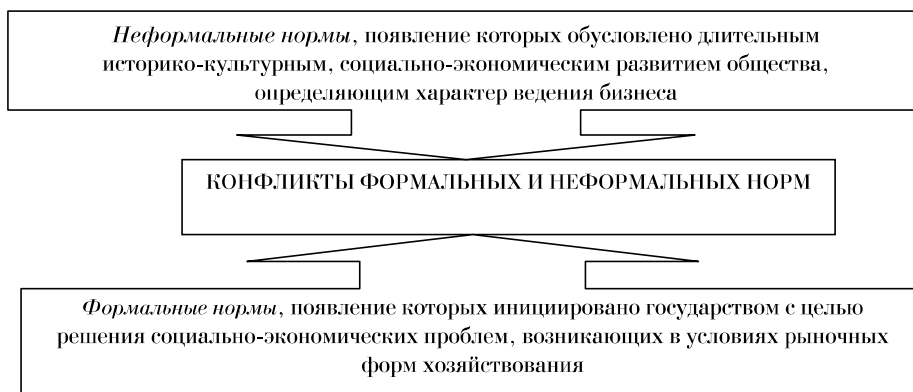 Неформальные нормы, появление которых обусловлено длительным
историко-культурным, социально-экономическим развитием общества,
определяющим характер ведения бизнеса
КОНФЛИКТЫ ФОРМАЛЬНЫХ И НЕФОРМАЛЬНЫХ НОРМ
Формальные нормы, появление которых инициировано государством с целью
решения социально-экономических проблем, возникающих в условиях рыночных
форм хозяйствования